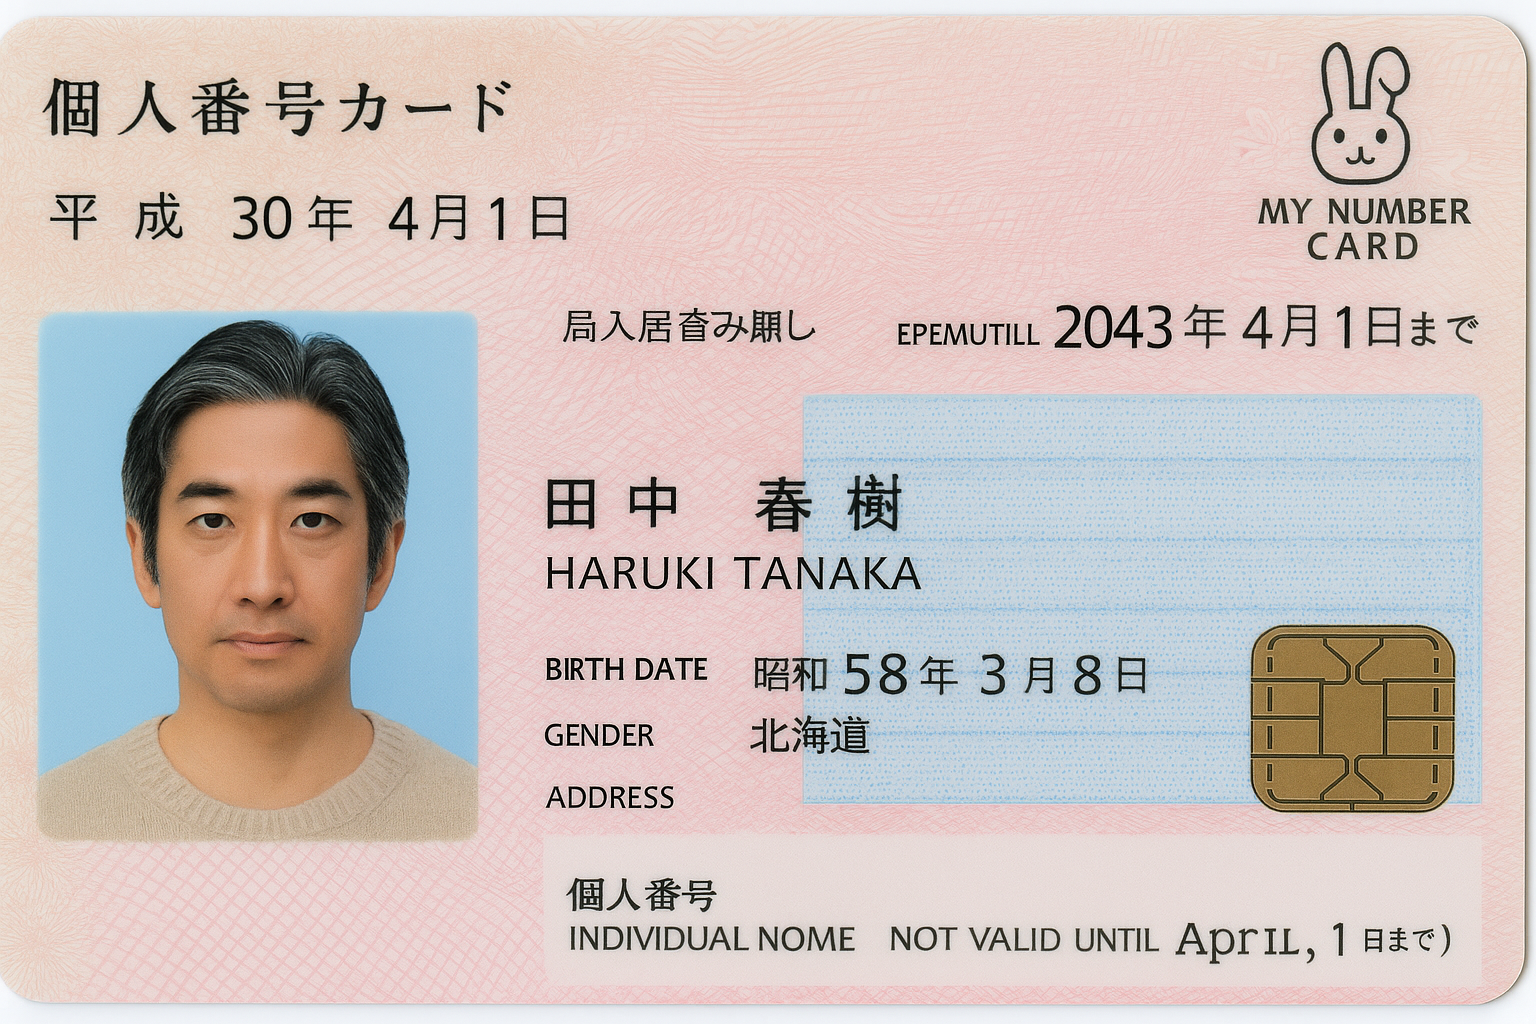 個人番号カード
平成 30年 4月1日
MY NUMBER
CARD
局入居 み し EPEMUTILL 2043年 4月1日まで
田中 春樹
HARUKI TANAKA
BIRTH DATE 昭和58年 3月8日
GENDER 北海道
ADDRESS
個人番号
INDIVIDUAL NOME NOT VALID UNTIL April, 1日まで)